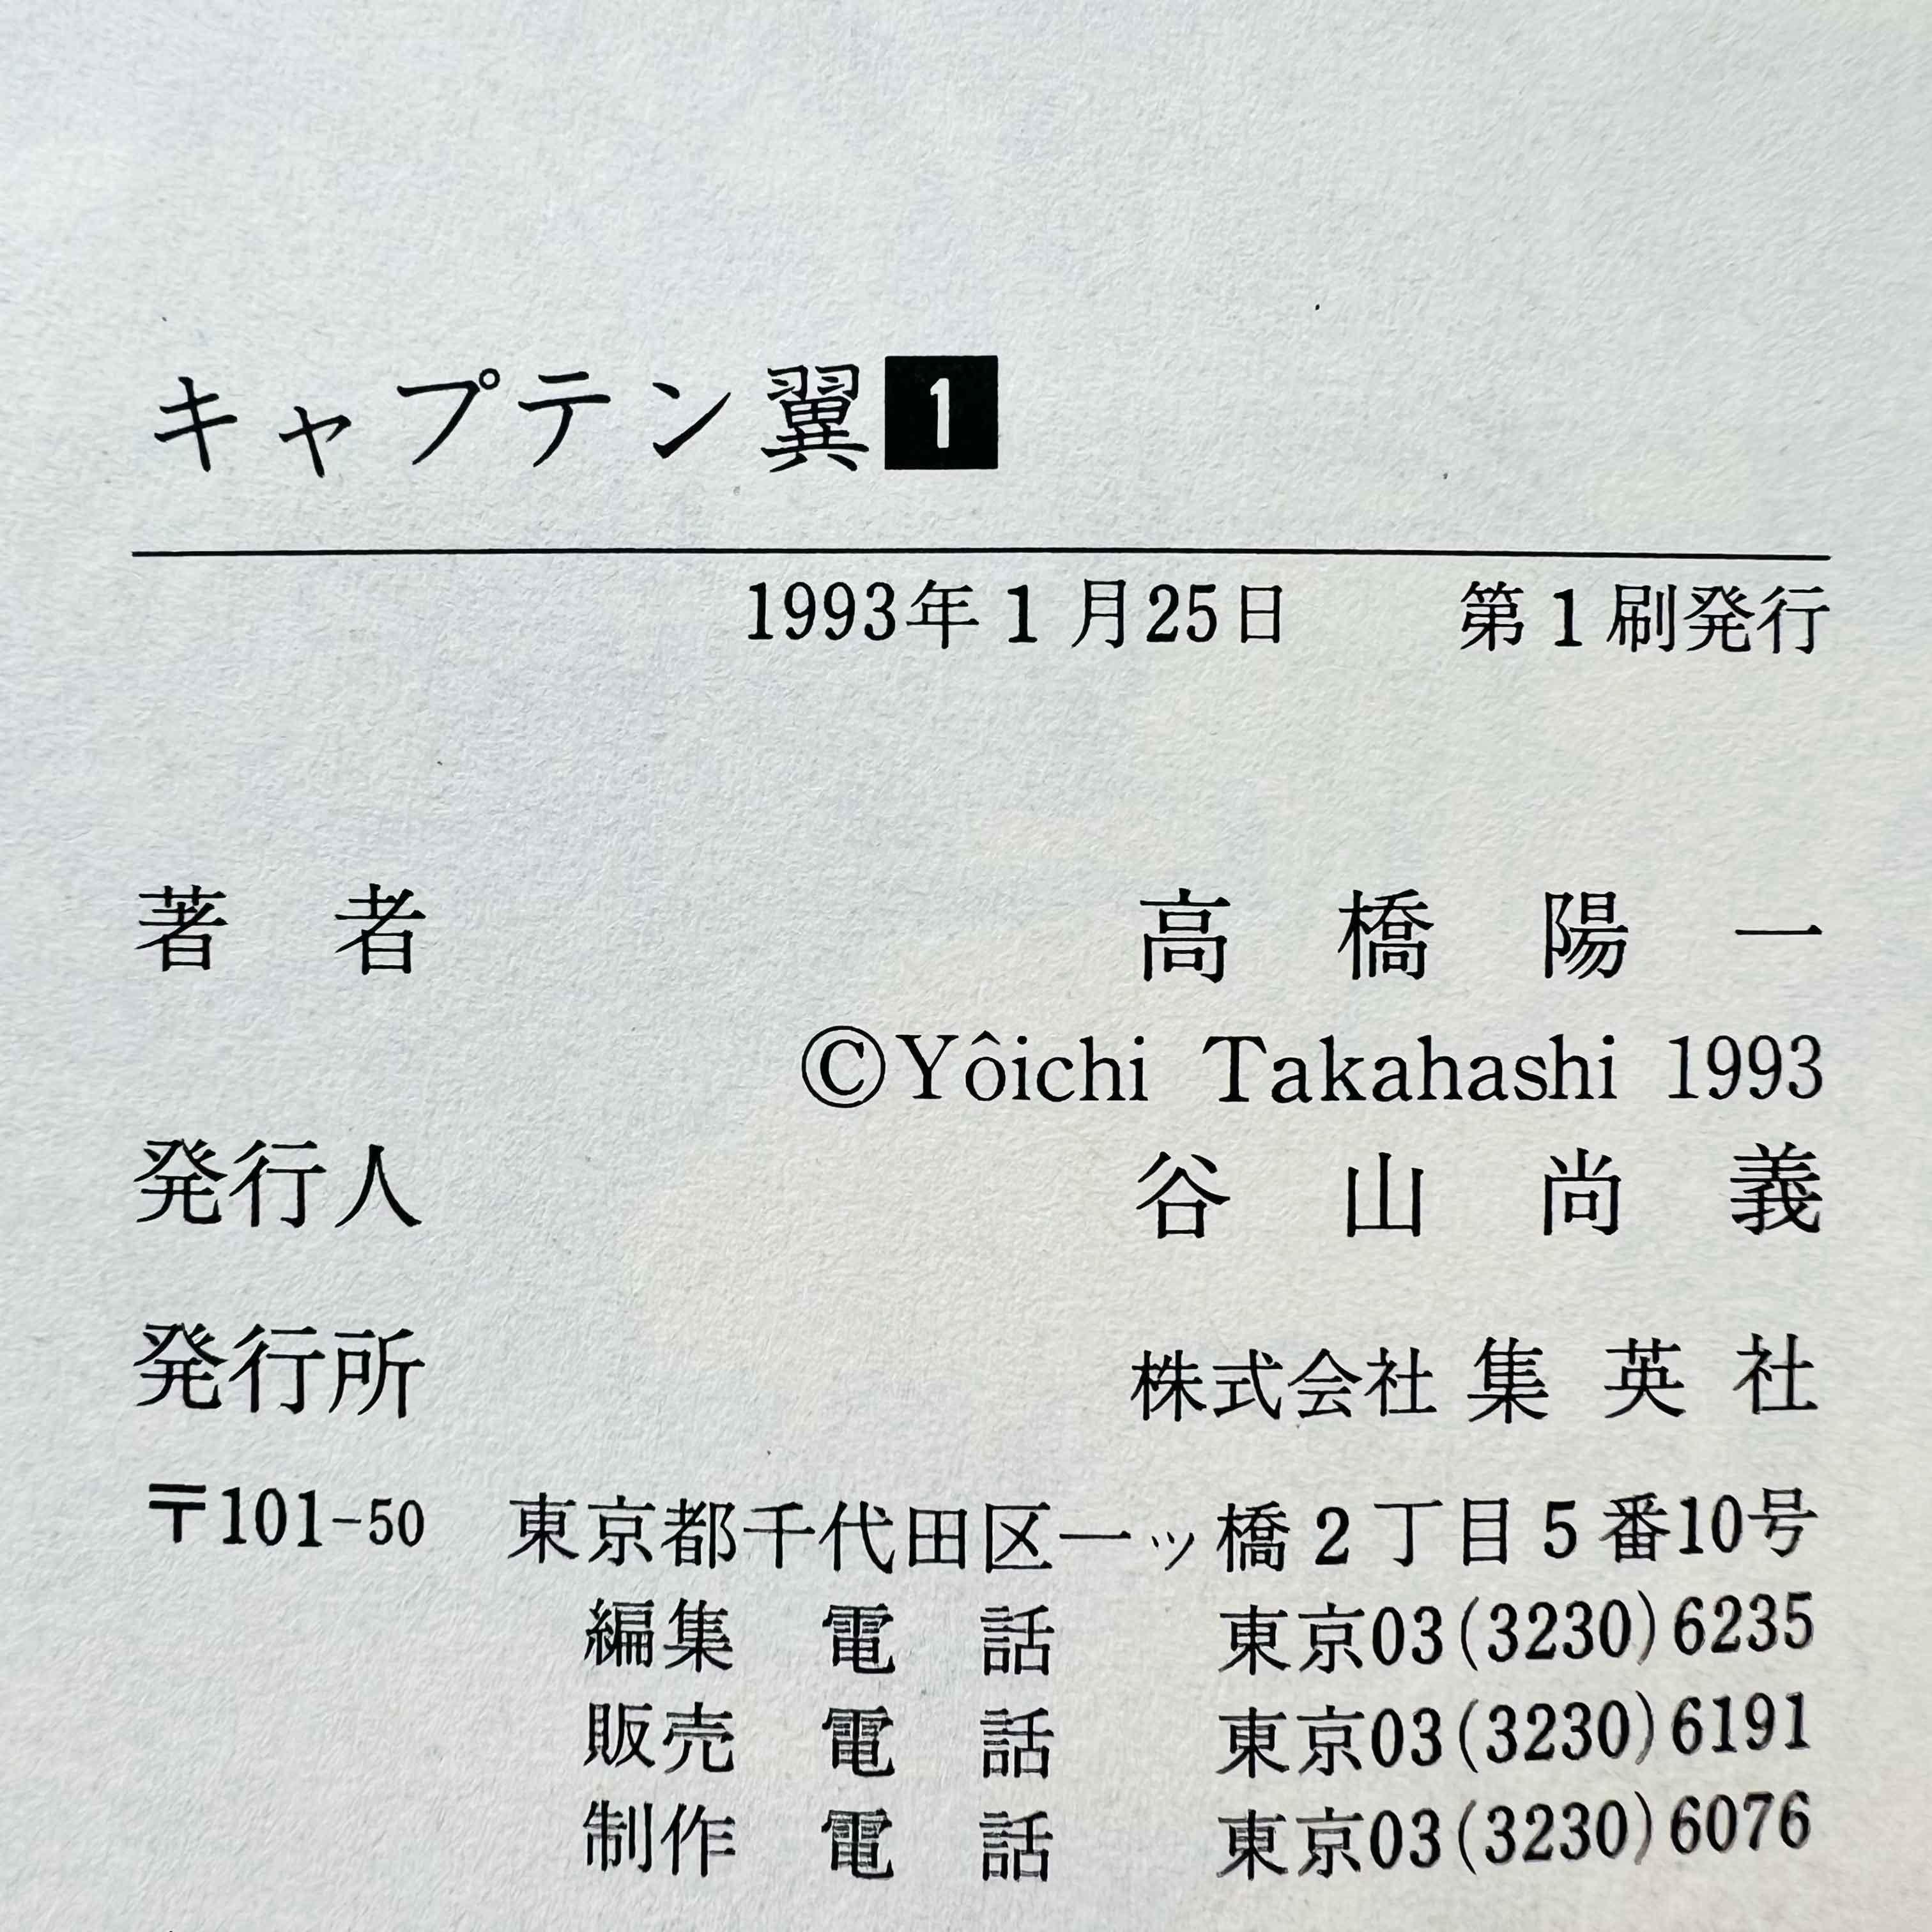 キャプテン翼 1
1993年1月25日 第1刷発行
著者 高橋陽一
©Yôichi Takahashi 1993
発行人 谷山尚義
発行所 株式会社 集英社
〒101-50 東京都千代田区一ッ橋2丁目5番10号
編集 電話 東京03(3230)6235
販売 電話 東京03(3230)6191
制作 電話 東京03(3230)6076